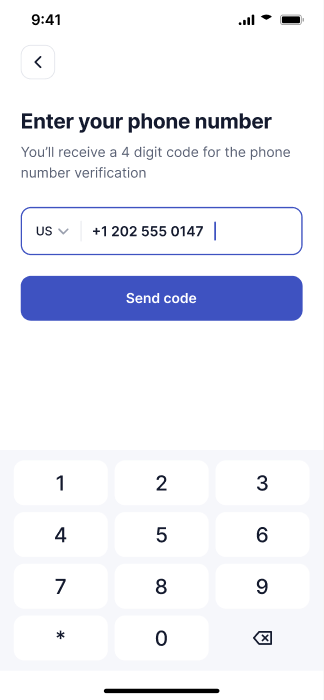 9:41
Enter your phone number
You’ll receive a 4 digit code for the phone
number verification
US +1 202 555 0147
Send code
1 2 3
4 5 6
7 8 9
* 0